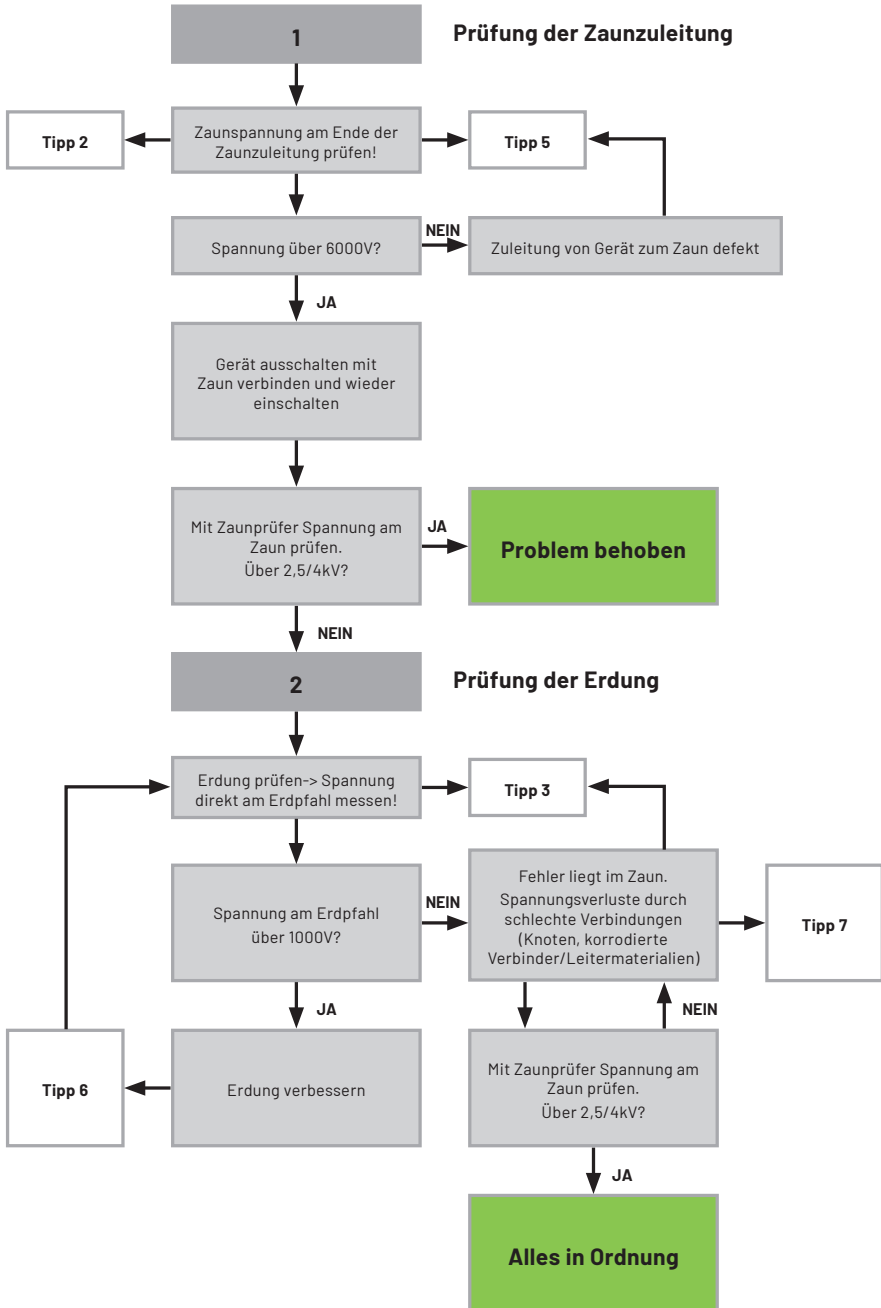 1
Prüfung der Zaunzuleitung
Tipp 2
Zaunspannung am Ende der
Zaunzuleitung prüfen!
Tipp 5
Spannung über 6000V?
NEIN
Zuleitung von Gerät zum Zaun defekt
JA
Gerät ausschalten mit
Zaun verbinden und wieder
einschalten
Mit Zaunprüfer Spannung am
Zaun prüfen.
Über 2,5/4kV?
JA
Problem behoben
NEIN
2
Prüfung der Erdung
Erdung prüfen-> Spannung
direkt am Erdpfahl messen!
Tipp 3
Spannung am Erdpfahl
über 1000V?
NEIN
Fehler liegt im Zaun.
Spannungsverluste durch
schlechte Verbindungen
(Knoten, korrodierte
Verbinder/Leitermaterialien)
Tipp 7
JA
NEIN
Tipp 6
Erdung verbessern
Mit Zaunprüfer Spannung am
Zaun prüfen.
Über 2,5/4kV?
JA
Alles in Ordnung